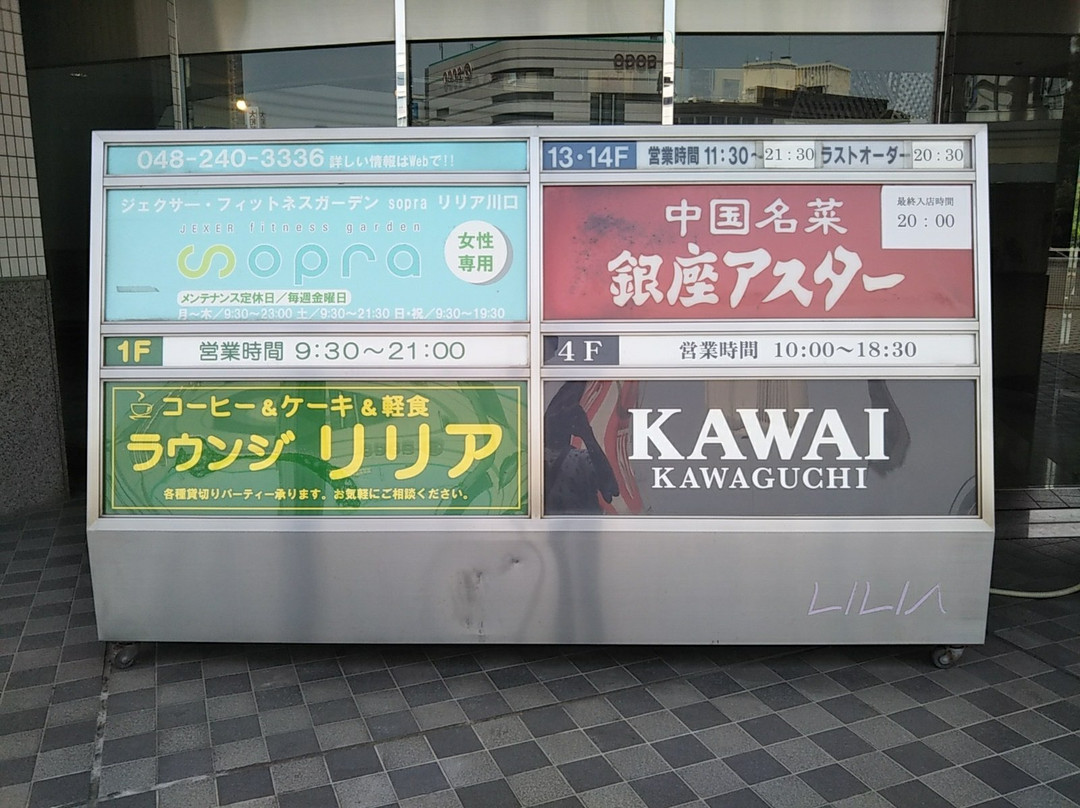 048-240-3336 詳しい情報はWebで!!
ジェクサー・フィットネスガーデン sopra リリア川口
JEXER fitness garden
sopra
女性
専用
メンテナンス定休日／毎週金曜日
月～木／9:30～23:00 土／9:30～21:30 日・祝／9:30～19:30
1F 営業時間 9:30～21:00
コーヒー＆ケーキ＆軽食
ラウンジ リリア
各種貸切りパーティー承ります。お気軽にご相談ください。
13・14F 営業時間 11:30～21:30 ラストオーダー 20:30
中国名菜
銀座アスター
最終入店時間
20：00
4F 営業時間 10:00～18:30
KAWAI
KAWAGUCHI
LILIA